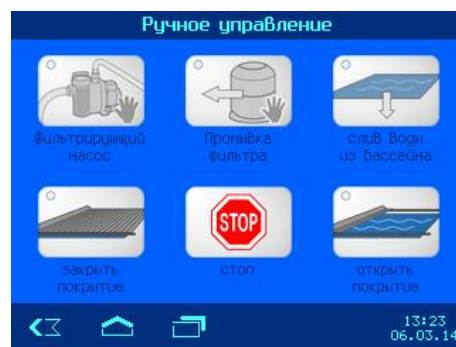 Ручное управление
Фильтрирующий
насос
Промывка
фильтра
слив воды
из бассейна
закрыть
покрытие
STOP
стоп
открыть
покрытие
13:23
06.03.14